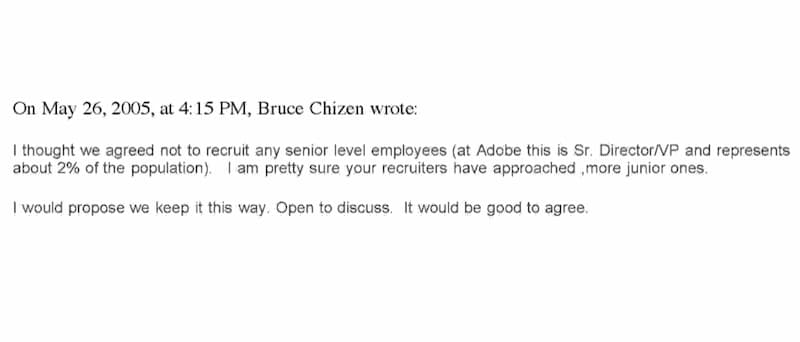 On May 26, 2005, at 4:15 PM, Bruce Chizen wrote:
I thought we agreed not to recruit any senior level employees (at Adobe this is Sr. Director/VP and represents
about 2% of the population).   I am pretty sure your recruiters have approached ,more junior ones.
I would propose we keep it this way. Open to discuss.  It would be good to agree.